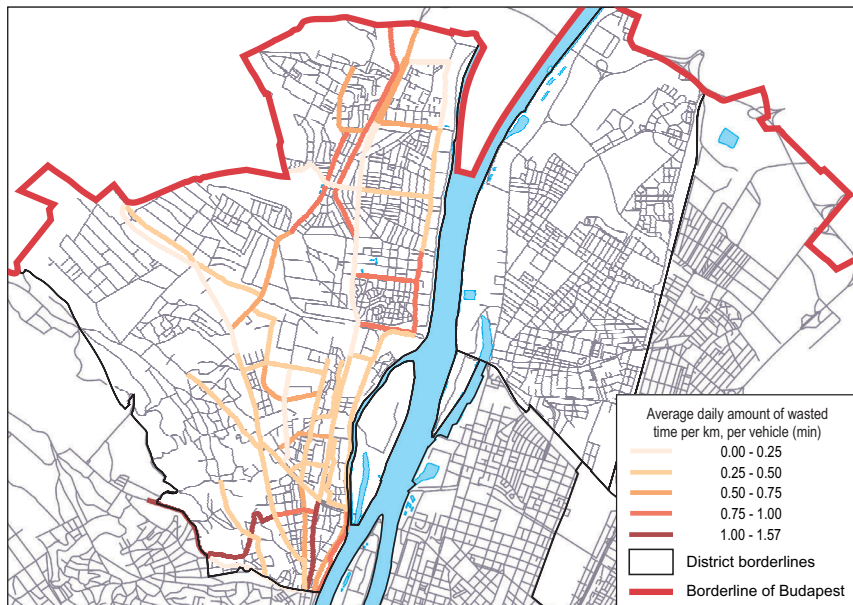 Average daily amount of wasted
time per km, per vehicle (min)
0.00 - 0.25
0.25 - 0.50
0.50 - 0.75
0.75 - 1.00
1.00 - 1.57
District borderlines
Borderline of Budapest